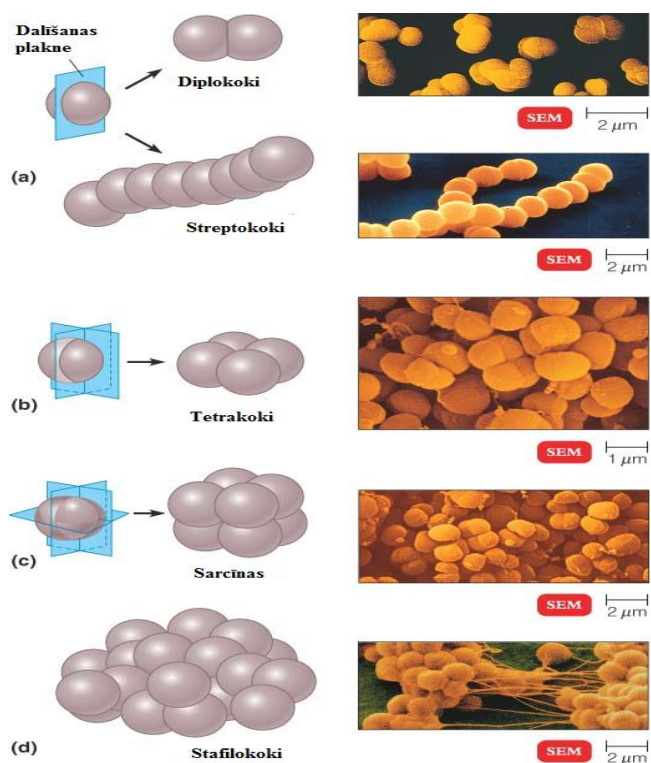 Dalīšanas
plakne
Diplokoki
SEM
2 μm
(a)
Streptokoki
SEM
2 μm
(b)
Tetrakoki
SEM
1 μm
(c)
Sarcīnas
SEM
2 μm
(d)
Stafilokoki
SEM
2 μm